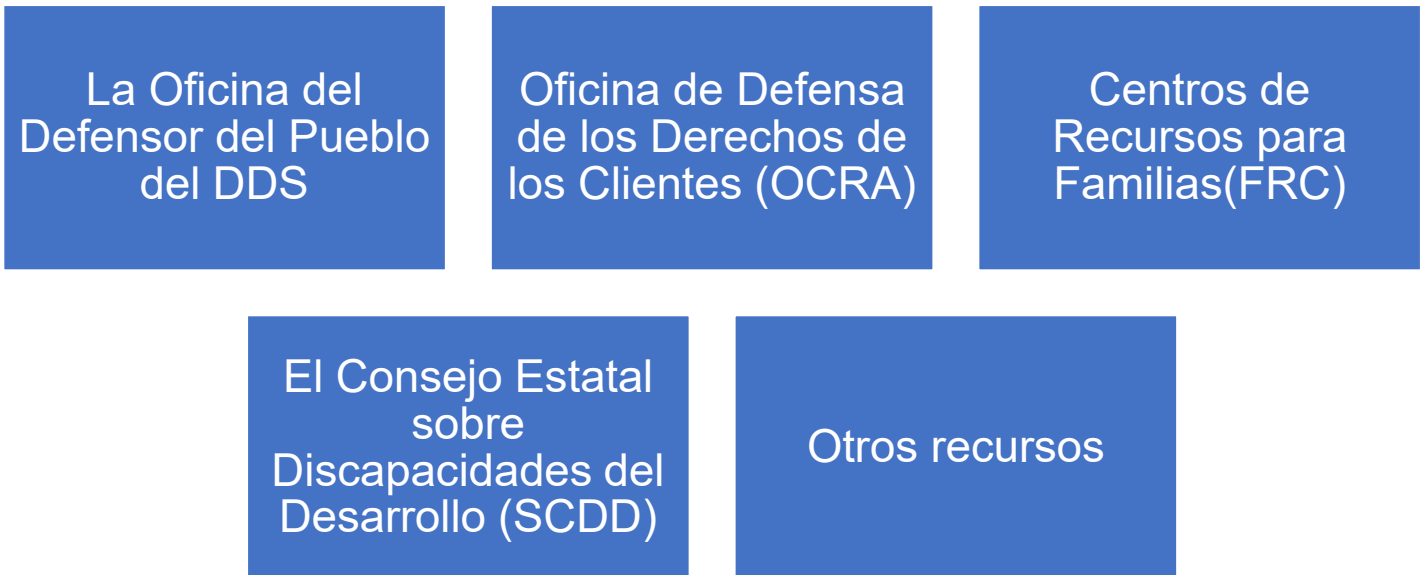 La Oficina del
Defensor del Pueblo
del DDS
Oficina de Defensa
de los Derechos de
los Clientes (OCRA)
Centros de
Recursos para
Familias(FRC)
El Consejo Estatal
sobre
Discapacidades del
Desarrollo (SCDD)
Otros recursos